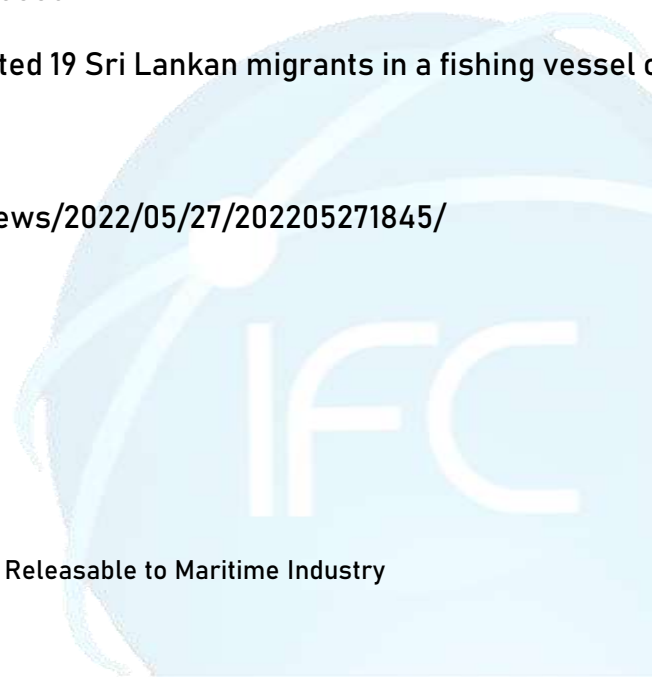 ted 19 Sri Lankan migrants in a fishing vessel
ews/2022/05/27/202205271845/
IFC
Releasable to Maritime Industry